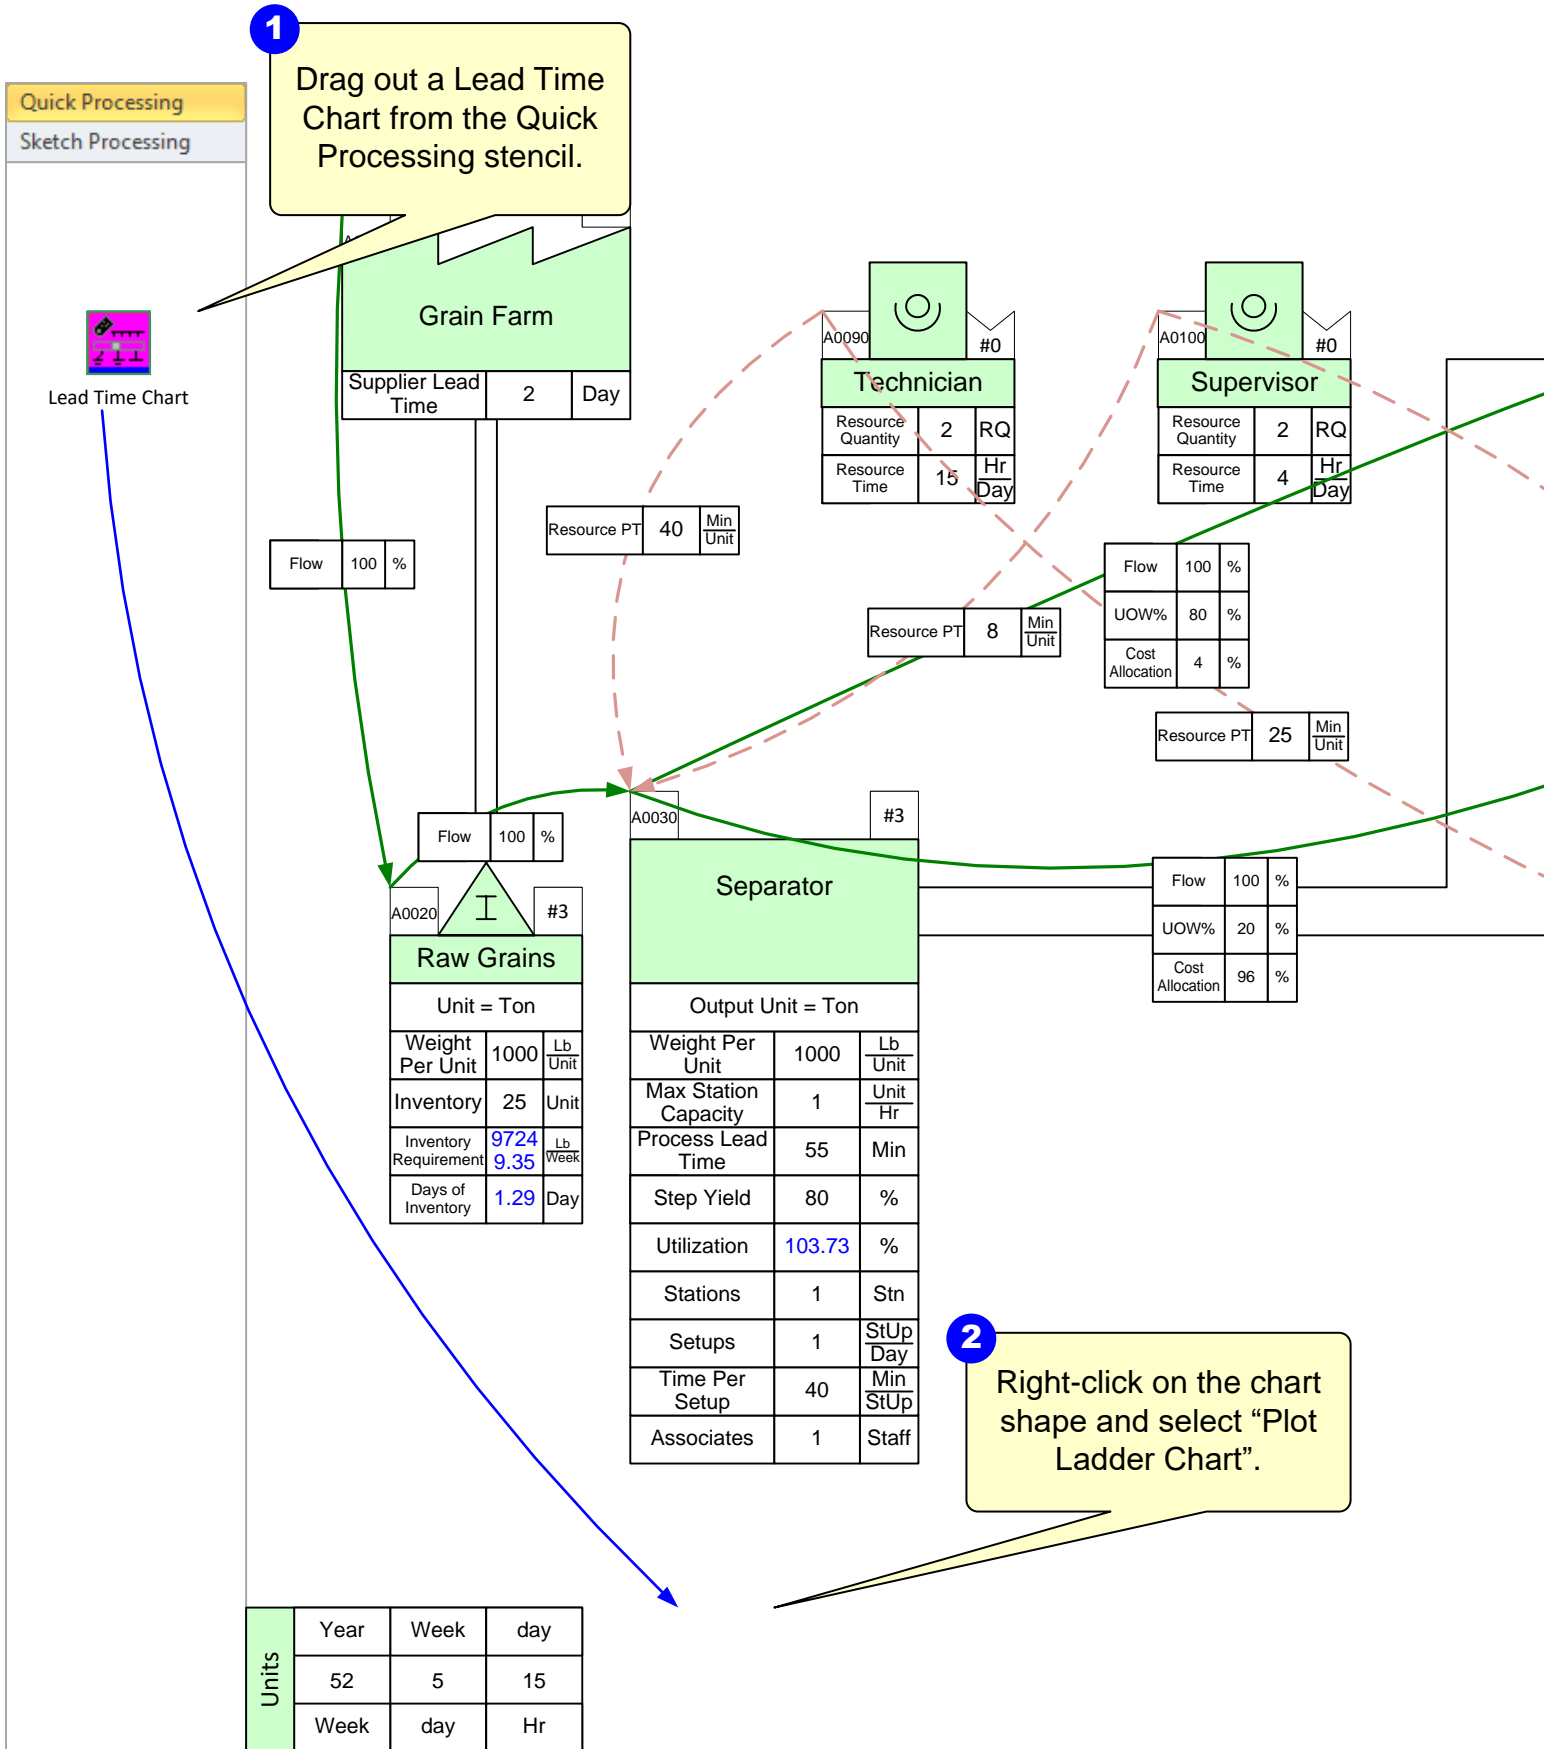 1
Drag out a Lead Time
Chart from the Quick
Processing stencil.
Quick Processing
Sketch Processing
Lead Time Chart
Grain Farm
Supplier Lead
Time
2
Day
A0090
#0
Technician
Resource
Quantity
2
RQ
Resource
Time
15
Hr
Day
A0100
#0
Supervisor
Resource
Quantity
2
RQ
Resource
Time
4
Hr
Day
Flow
100
%
Resource PT
40
Min
Unit
Resource PT
8
Min
Unit
Flow
100
%
UOW%
80
%
Cost
Allocation
4
%
Resource PT
25
Min
Unit
Flow
100
%
A0020
#3
Raw Grains
Unit = Ton
Weight
Per Unit
1000
Lb
Unit
Inventory
25
Unit
Inventory
Requirement
9724
9.35
Lb
Week
Days of
Inventory
1.29
Day
A0030
#3
Separator
Output Unit = Ton
Weight Per
Unit
1000
Lb
Unit
Max Station
Capacity
1
Unit
Hr
Process Lead
Time
55
Min
Step Yield
80
%
Utilization
103.73
%
Stations
1
Stn
Setups
1
StUp
Day
Time Per
Setup
40
Min
StUp
Associates
1
Staff
Flow
100
%
UOW%
20
%
Cost
Allocation
96
%
2
Right-click on the chart
shape and select “Plot
Ladder Chart”.
Units
Year
Week
day
52
5
15
Week
day
Hr